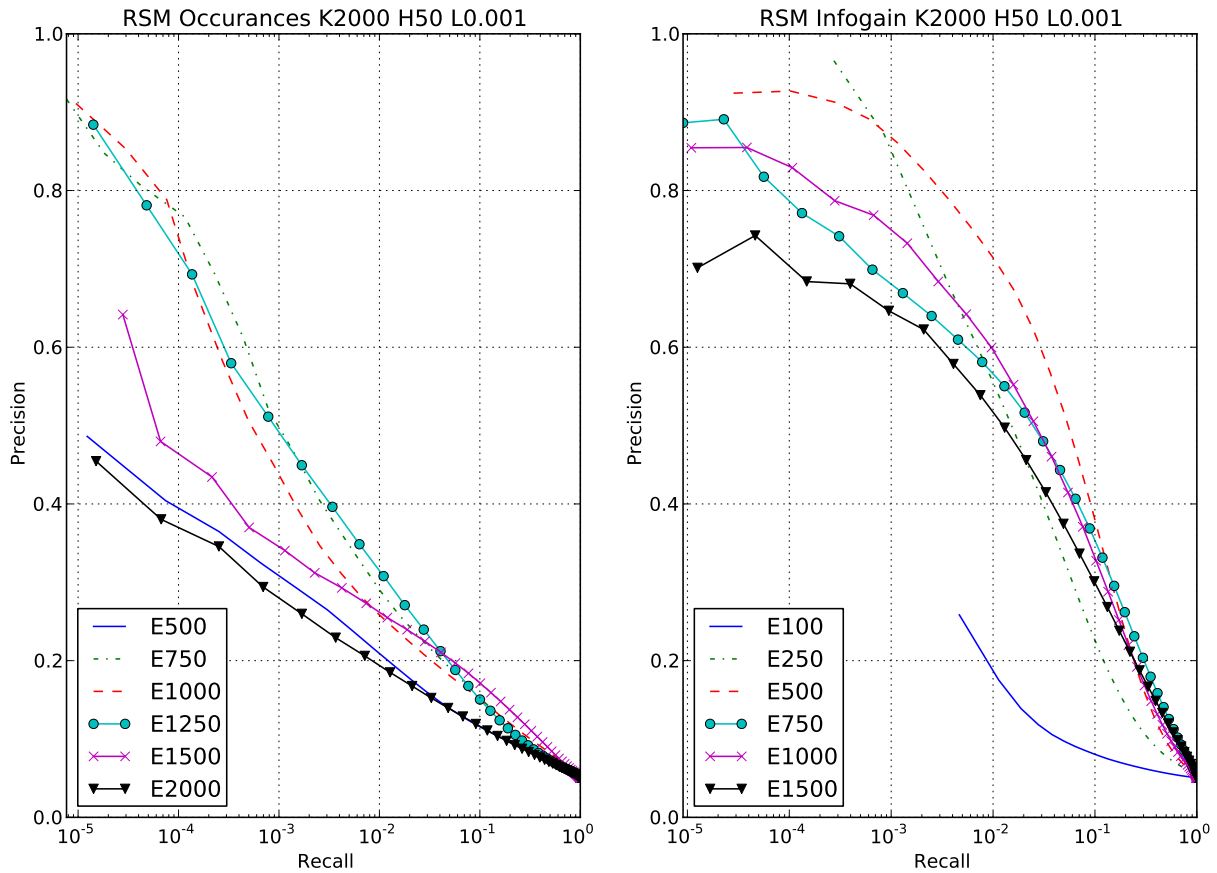 RSM Occurances K2000 H50 L0.001
1.0
0.8
0.6
0.4
0.2
0.0
Precision
E500
E750
E1000
E1250
E1500
E2000
10^-5 10^-4 10^-3 10^-2 10^-1 10^0
Recall
RSM Infogain K2000 H50 L0.001
1.0
0.8
0.6
0.4
0.2
0.0
Precision
E100
E250
E500
E750
E1000
E1500
10^-5 10^-4 10^-3 10^-2 10^-1 10^0
Recall